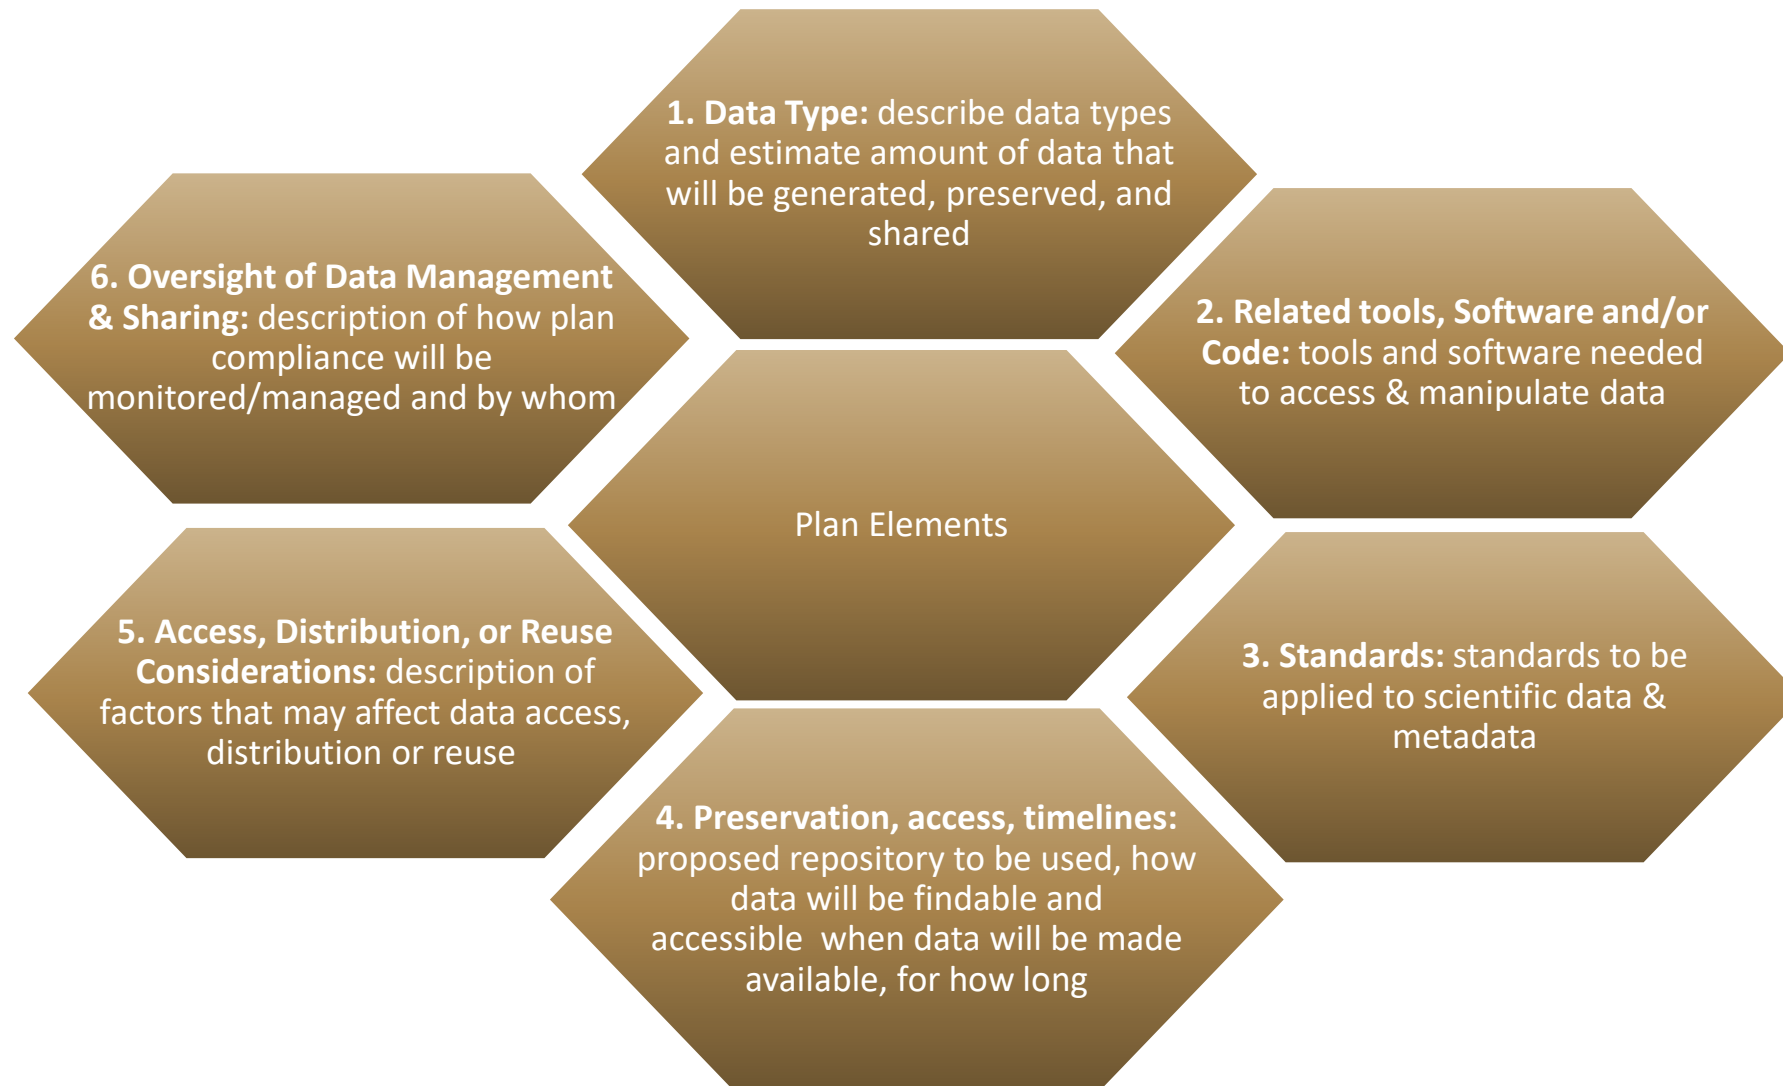 1. Data Type: describe data types
and estimate amount of data that
will be generated, preserved, and
shared
2. Related tools, Software and/or
Code: tools and software needed
to access & manipulate data
3. Standards: standards to be
applied to scientific data &
metadata
4. Preservation, access, timelines:
proposed repository to be used, how
data will be findable and
accessible  when data will be made
available, for how long
5. Access, Distribution, or Reuse
Considerations: description of
factors that may affect data access,
distribution or reuse
6. Oversight of Data Management
& Sharing: description of how plan
compliance will be
monitored/managed and by whom
Plan Elements